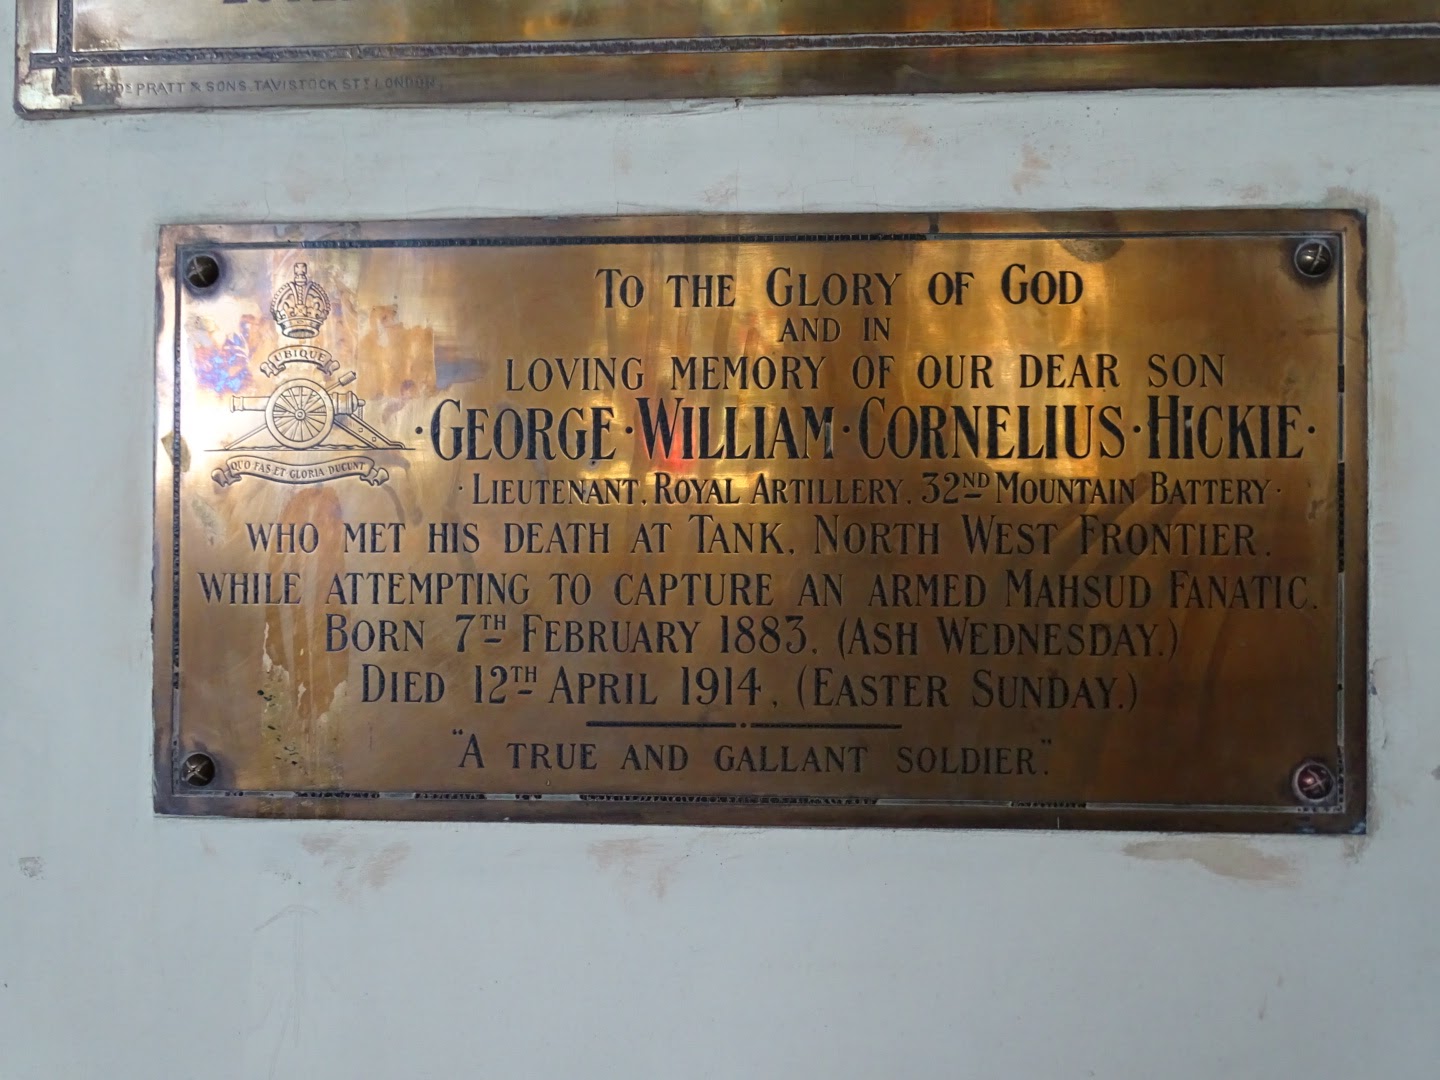 THOS PRATT & SONS. TAVISTOCK ST. LONDON.
TO THE GLORY OF GOD
AND IN
LOVING MEMORY OF OUR DEAR SON
·GEORGE·WILLIAM·CORNELIUS·HICKIE·
·LIEUTENANT, ROYAL ARTILLERY, 32ND MOUNTAIN BATTERY·
WHO MET HIS DEATH AT TANK, NORTH WEST FRONTIER,
WHILE ATTEMPTING TO CAPTURE AN ARMED MAHSUD FANATIC.
BORN 7TH FEBRUARY 1883. (ASH WEDNESDAY.)
DIED 12TH APRIL 1914, (EASTER SUNDAY.)
"A TRUE AND GALLANT SOLDIER."
UBIQUE
QUO FAS ET GLORIA DUCUNT